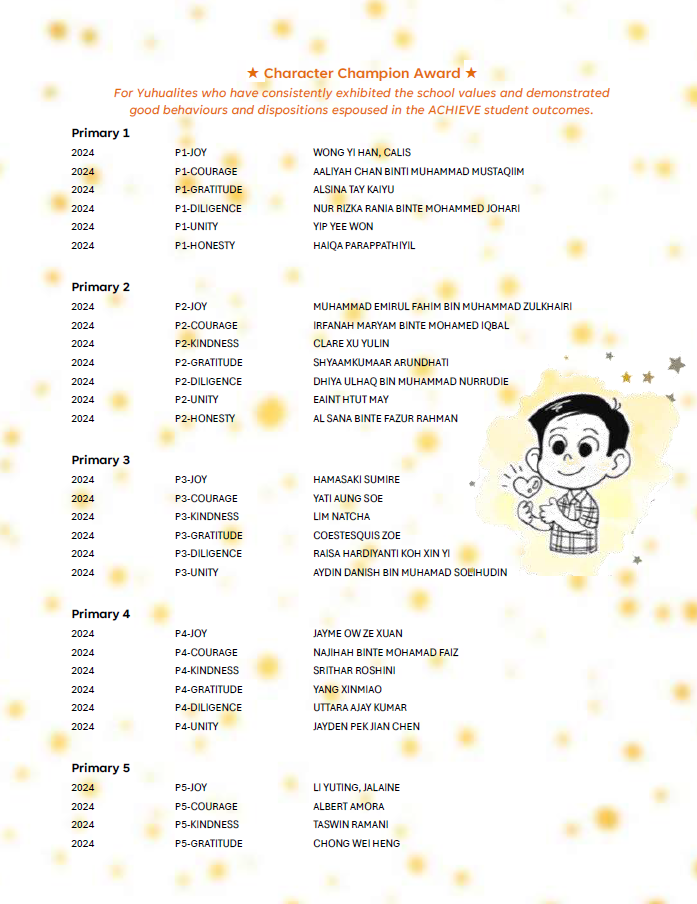 ★ Character Champion Award ★
For Yuhualites who have consistently exhibited the school values and demonstrated
good behaviours and dispositions espoused in the ACHIEVE student outcomes.
Primary 1
2024 P1-JOY WONG YI HAN, CALIS
2024 P1-COURAGE AALIYAH CHAN BINTI MUHAMMAD MUSTAQIIM
2024 P1-GRATITUDE ALSINA TAY KAIYU
2024 P1-DILIGENCE NUR RIZKA RANIA BINTE MOHAMMED JOHARI
2024 P1-UNITY YIP YEE WON
2024 P1-HONESTY HAIQA PARAPPATHIYIL
Primary 2
2024 P2-JOY MUHAMMAD EMIRUL FAHIM BIN MUHAMMAD ZULKHAIRI
2024 P2-COURAGE IRFANAH MARYAM BINTE MOHAMED IQBAL
2024 P2-KINDNESS CLARE XU YULIN
2024 P2-GRATITUDE SHYAAMKUMAAR ARUNDHATI
2024 P2-DILIGENCE DHIYA ULHAQ BIN MUHAMMAD NURRUDIE
2024 P2-UNITY EAINT HTUT MAY
2024 P2-HONESTY AL SANA BINTE FAZUR RAHMAN
Primary 3
2024 P3-JOY HAMASAKI SUMIRE
2024 P3-COURAGE YATI AUNG SOE
2024 P3-KINDNESS LIM NATCHA
2024 P3-GRATITUDE COESTESQUIS ZOE
2024 P3-DILIGENCE RAISA HARDIYANTI KOH XIN YI
2024 P3-UNITY AYDIN DANISH BIN MUHAMAD SOLIHUDIN
Primary 4
2024 P4-JOY JAYME OW ZE XUAN
2024 P4-COURAGE NAJIHAH BINTE MOHAMAD FAIZ
2024 P4-KINDNESS SRITHAR ROSHINI
2024 P4-GRATITUDE YANG XINMIAO
2024 P4-DILIGENCE UTTARA AJAY KUMAR
2024 P4-UNITY JAYDEN PEK JIAN CHEN
Primary 5
2024 P5-JOY LI YUTING, JALAINE
2024 P5-COURAGE ALBERT AMORA
2024 P5-KINDNESS TASWIN RAMANI
2024 P5-GRATITUDE CHONG WEI HENG